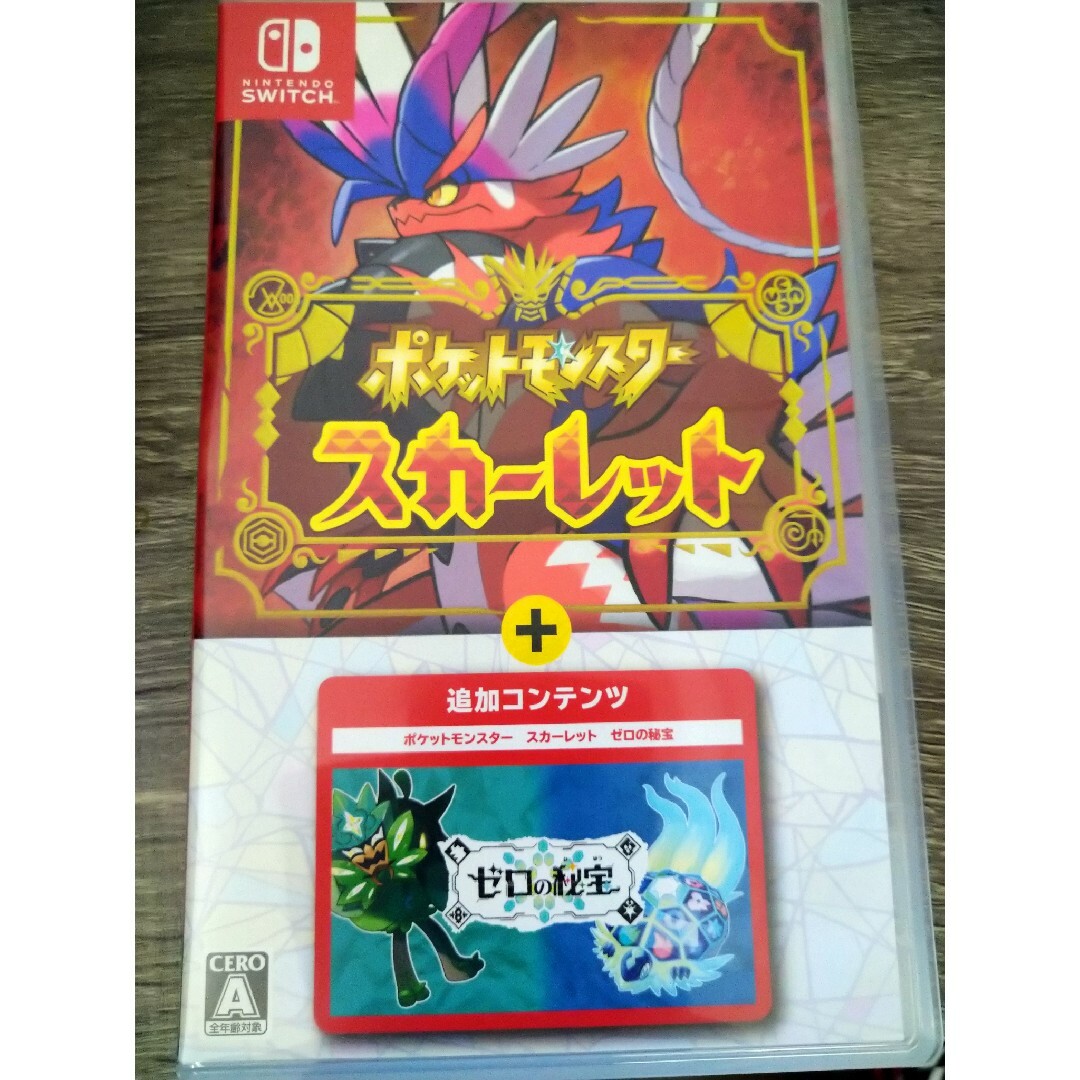 NINTENDO
SWITCH
ポケットモンスター
スカーレット
+
追加コンテンツ
ポケットモンスター スカーレット ゼロの秘宝
ゼロの秘宝
CERO
A
全年齢対象